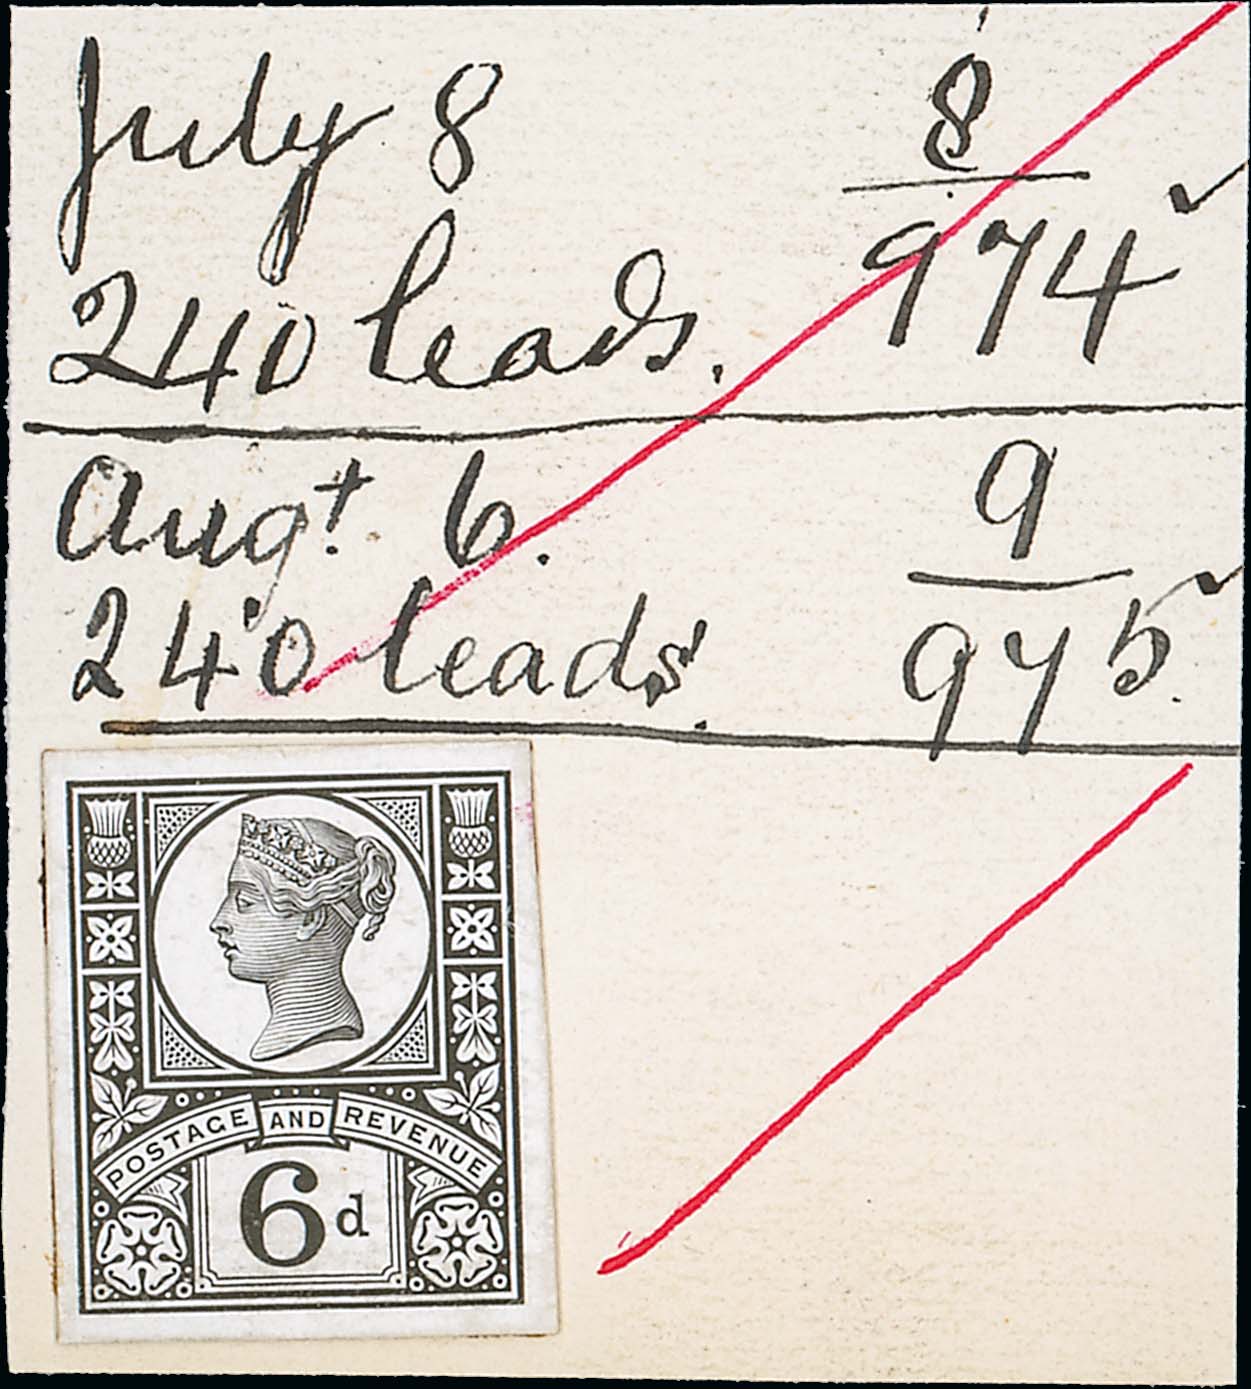 July 8
8
974 ✓
240 leads.
Augt. 6.
9
975. ✓
240 leads.
POSTAGE AND REVENUE
6d